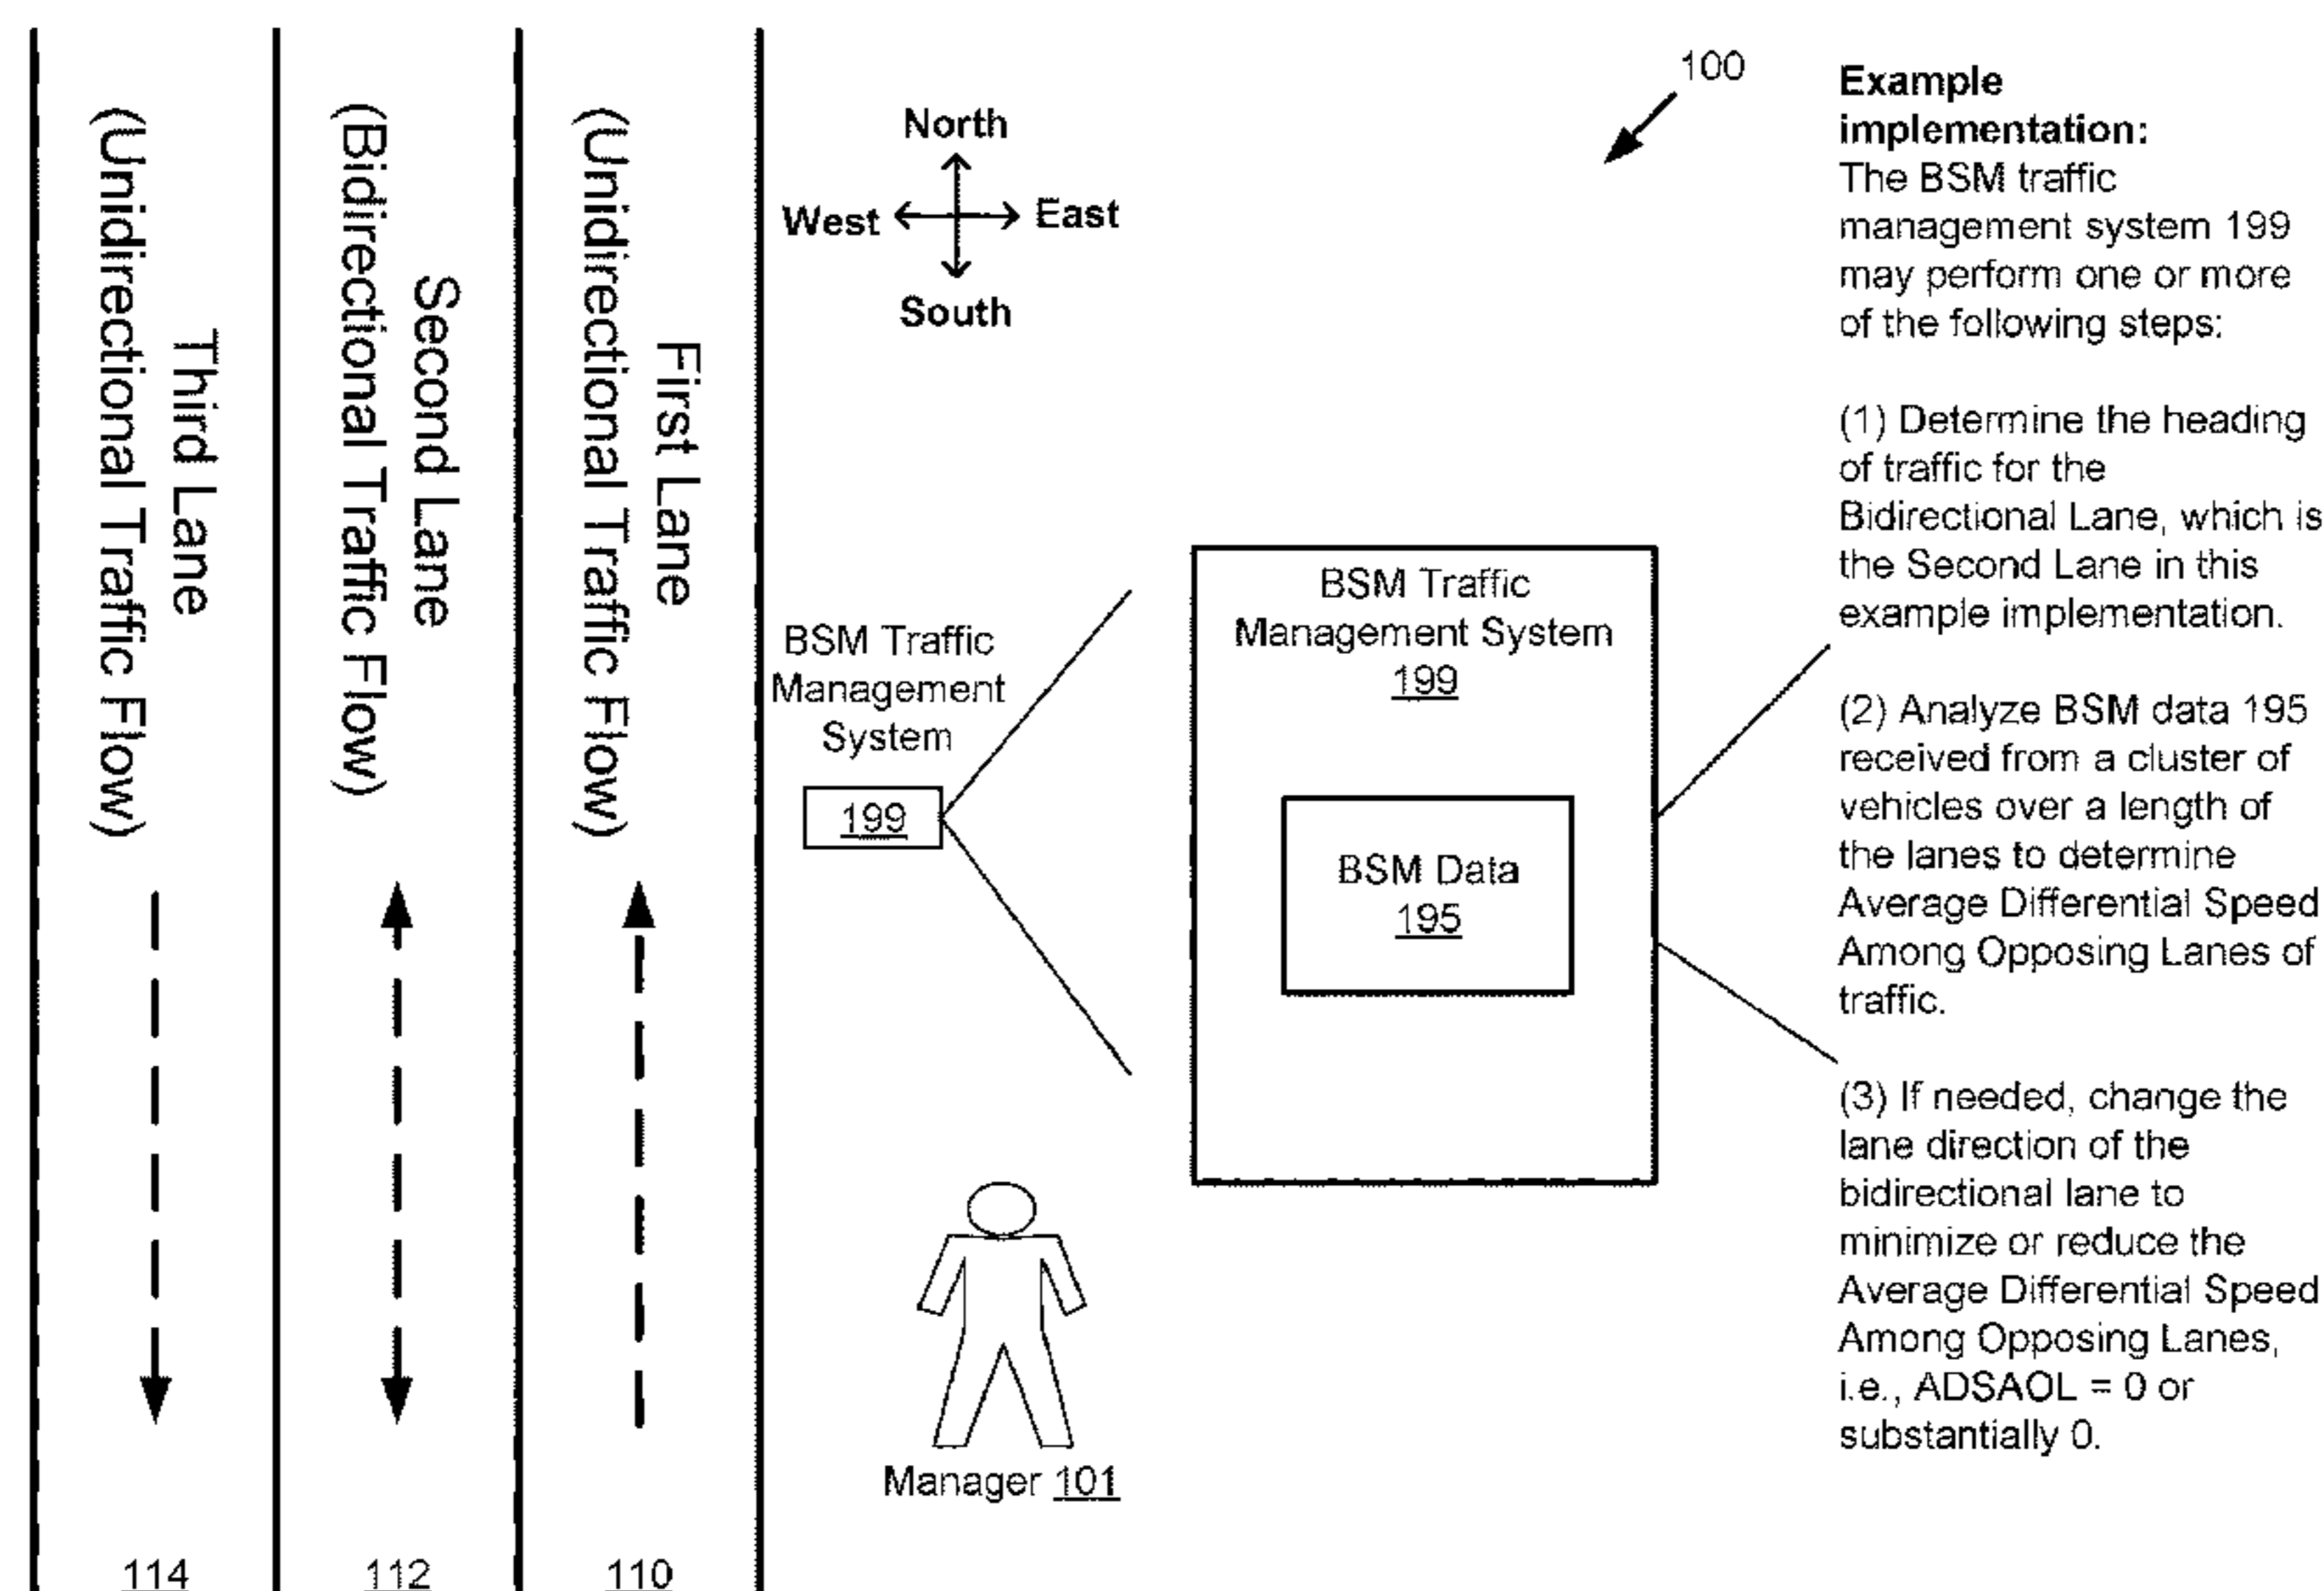 Third Lane
(Unidirectional Traffic Flow)
114
Second Lane
(Bidirectional Traffic Flow)
112
First Lane
(Unidirectional Traffic Flow)
110
North
West
East
South
BSM Traffic
Management
System
199
Manager 101
100
BSM Traffic
Management System
199
BSM Data
195
Example
implementation:
The BSM traffic
management system 199
may perform one or more
of the following steps:
(1) Determine the heading
of traffic for the
Bidirectional Lane, which is
the Second Lane in this
example implementation.
(2) Analyze BSM data 195
received from a cluster of
vehicles over a length of
the lanes to determine
Average Differential Speed
Among Opposing Lanes of
traffic.
(3) If needed, change the
lane direction of the
bidirectional lane to
minimize or reduce the
Average Differential Speed
Among Opposing Lanes,
i.e., ADSAOL = 0 or
substantially 0.